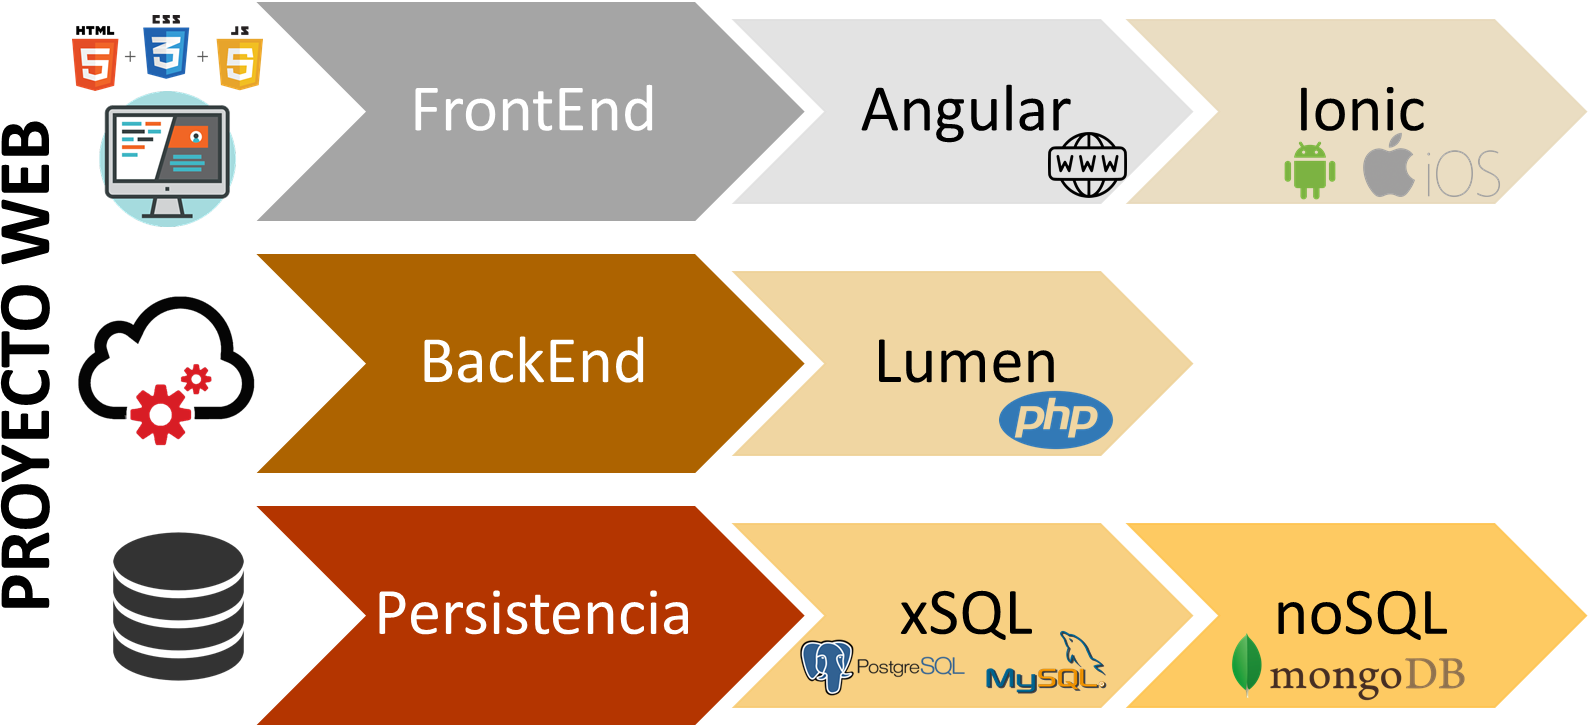 PROYECTO WEB
HTML
5
+
CSS
3
+
JS
5
FrontEnd
Angular
WWW
Ionic
iOS
BackEnd
Lumen
php
Persistencia
xSQL
PostgreSQL
MySQL
noSQL
mongoDB